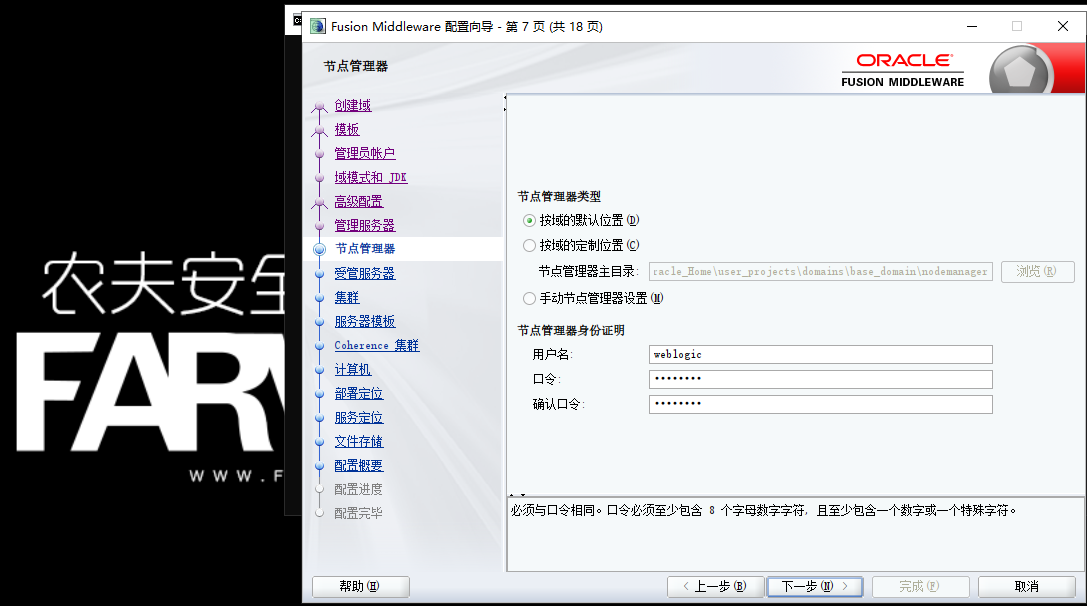 Fusion Middleware 配置向导 - 第 7 页 (共 18 页)
节点管理器
ORACLE
FUSION MIDDLEWARE
创建域
模板
管理员帐户
域模式和 JDK
高级配置
管理服务器
节点管理器
受管服务器
集群
服务器模板
Coherence 集群
计算机
部署定位
服务定位
文件存储
配置概要
配置进度
配置完毕
节点管理器类型
按域的默认位置(D)
按域的定制位置(C)
节点管理器主目录: racle_Home\user_projects\domains\base_domain\nodemanager 浏览(R)
手动节点管理器设置(M)
节点管理器身份证明
用户名: weblogic
口令: ••••••••
确认口令: ••••••••
必须与口令相同。口令必须至少包含 8 个字母数字字符, 且至少包含一个数字或一个特殊字符。
帮助(H) < 上一步(B) 下一步(N) > 完成(F) 取消
农夫安全
WWW.F